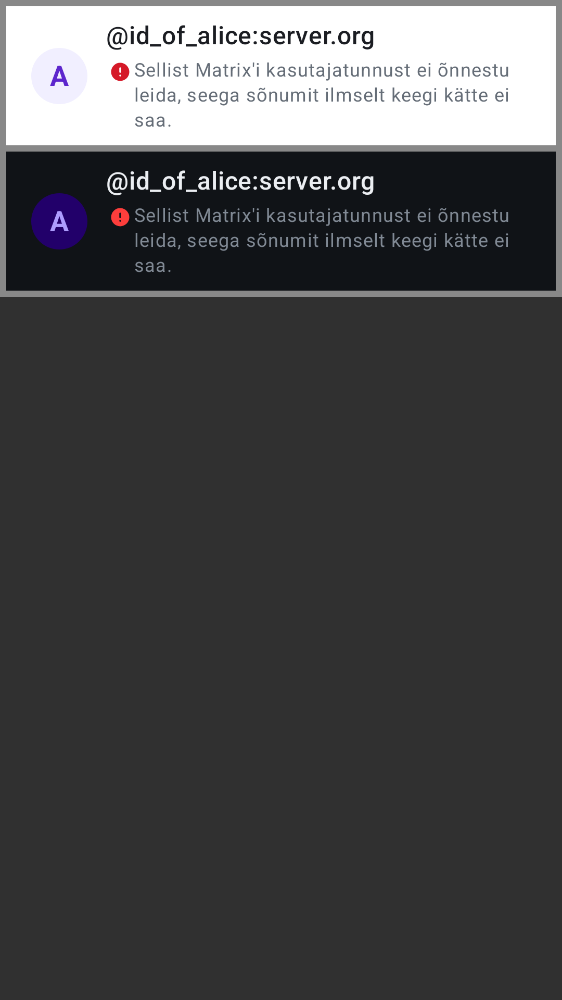 @id_of_alice:server.org
A
Sellist Matrix'i kasutajatunnust ei õnnestu
leida, seega sõnumit ilmselt keegi kätte ei
saa.
@id_of_alice:server.org
A
Sellist Matrix'i kasutajatunnust ei õnnestu
leida, seega sõnumit ilmselt keegi kätte ei
saa.